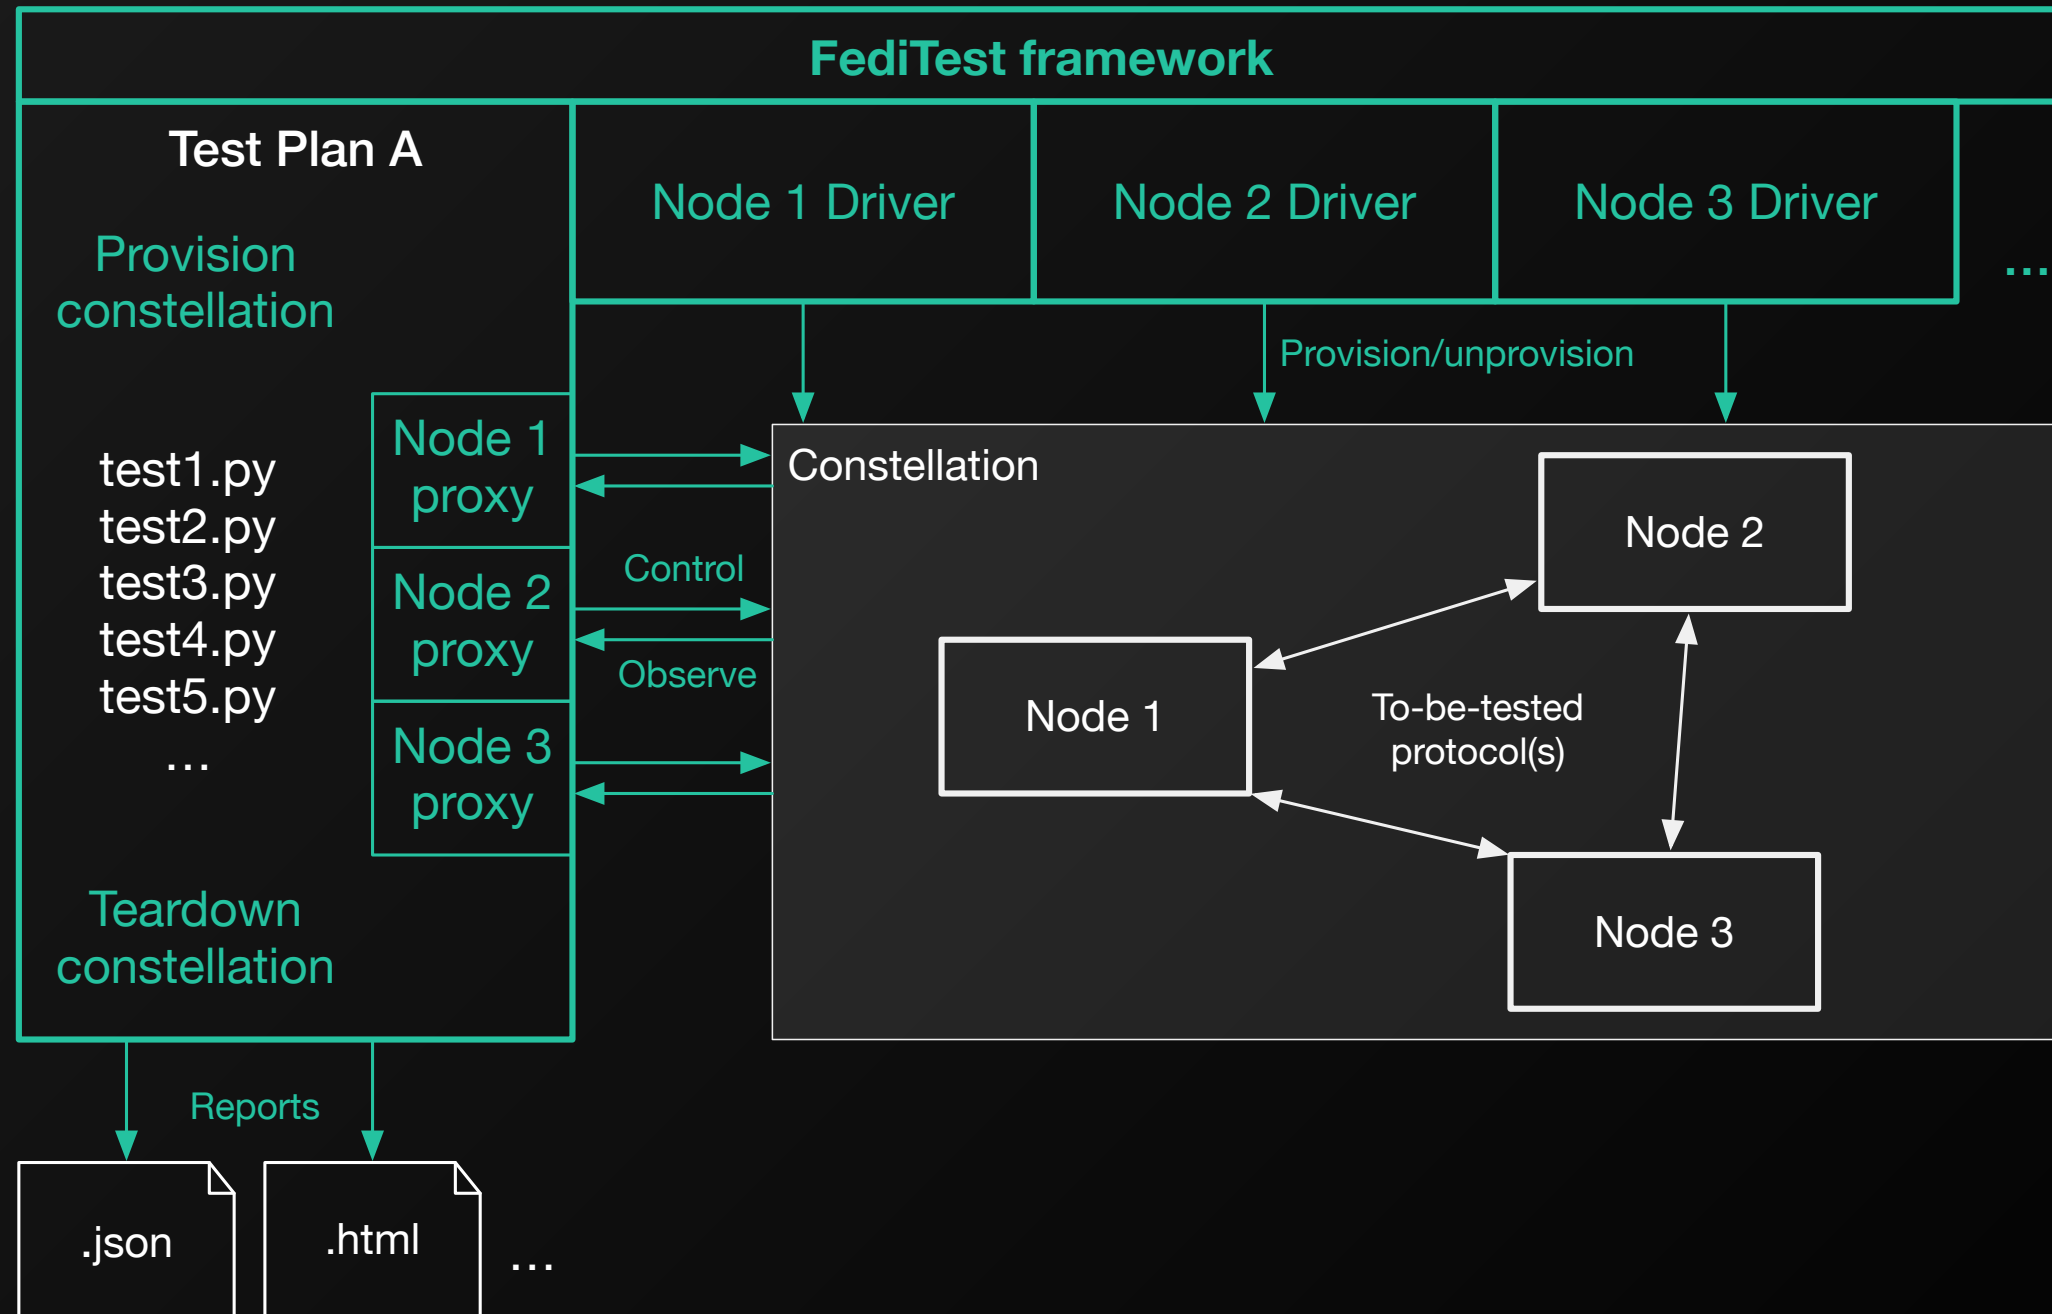 FediTest framework
Test Plan A
Node 1 Driver
Node 2 Driver
Node 3 Driver
...
Provision
constellation
Provision/unprovision
test1.py
test2.py
test3.py
test4.py
test5.py
...
Node 1
proxy
Node 2
proxy
Node 3
proxy
Control
Observe
Constellation
Node 2
Node 1
To-be-tested
protocol(s)
Node 3
Teardown
constellation
Reports
.json
.html
...